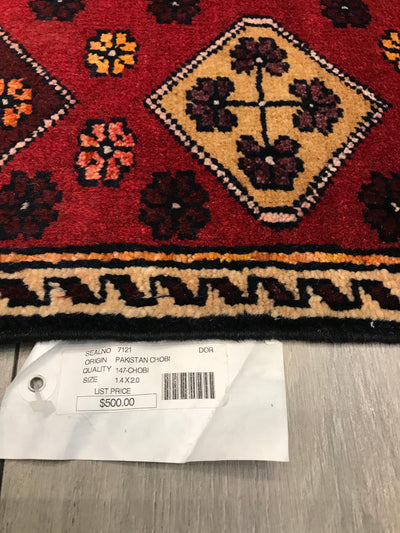 SEALNO 7121 DOR
ORIGIN PAKISTAN CHOBI
QUALITY 147-CHOBI
SIZE 1.4 X 2.0
LIST PRICE
$500.00